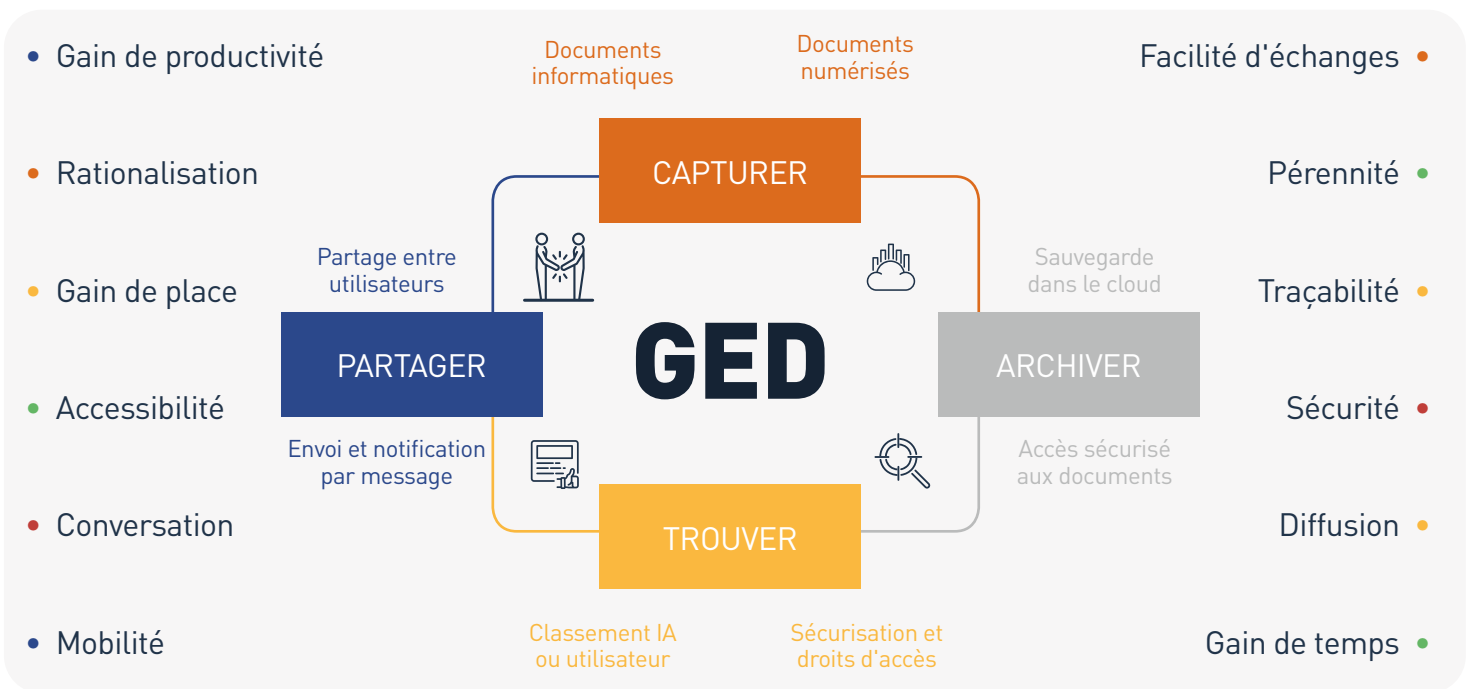 Gain de productivité
Rationalisation
Gain de place
Accessibilité
Conversation
Mobilité
Documents
informatiques
Documents
numérisés
CAPTURER
Partage entre
utilisateurs
PARTAGER
Envoi et notification
par message
GED
Sauvegarde
dans le cloud
ARCHIVER
Accès sécurisé
aux documents
TROUVER
Classement IA
ou utilisateur
Sécurisation et
droits d'accès
Facilité d'échanges
Pérennité
Traçabilité
Sécurité
Diffusion
Gain de temps